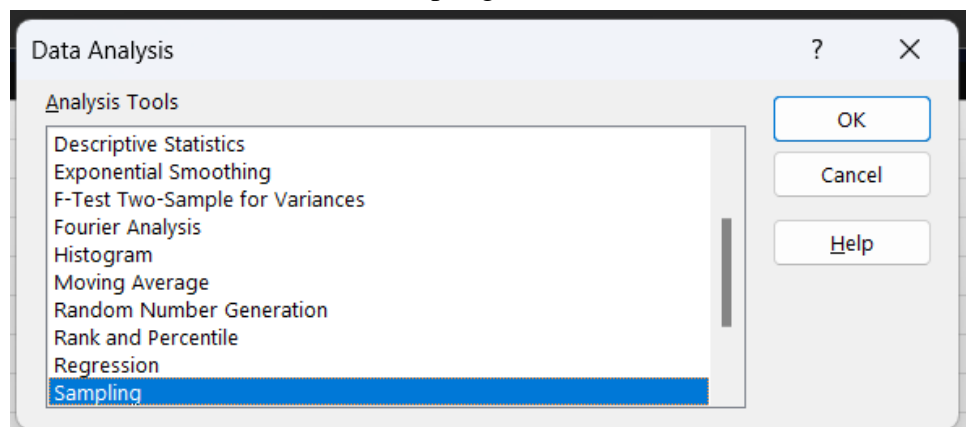 Data Analysis ? X
Analysis Tools
Descriptive Statistics
Exponential Smoothing
F-Test Two-Sample for Variances
Fourier Analysis
Histogram
Moving Average
Random Number Generation
Rank and Percentile
Regression
Sampling
OK
Cancel
Help